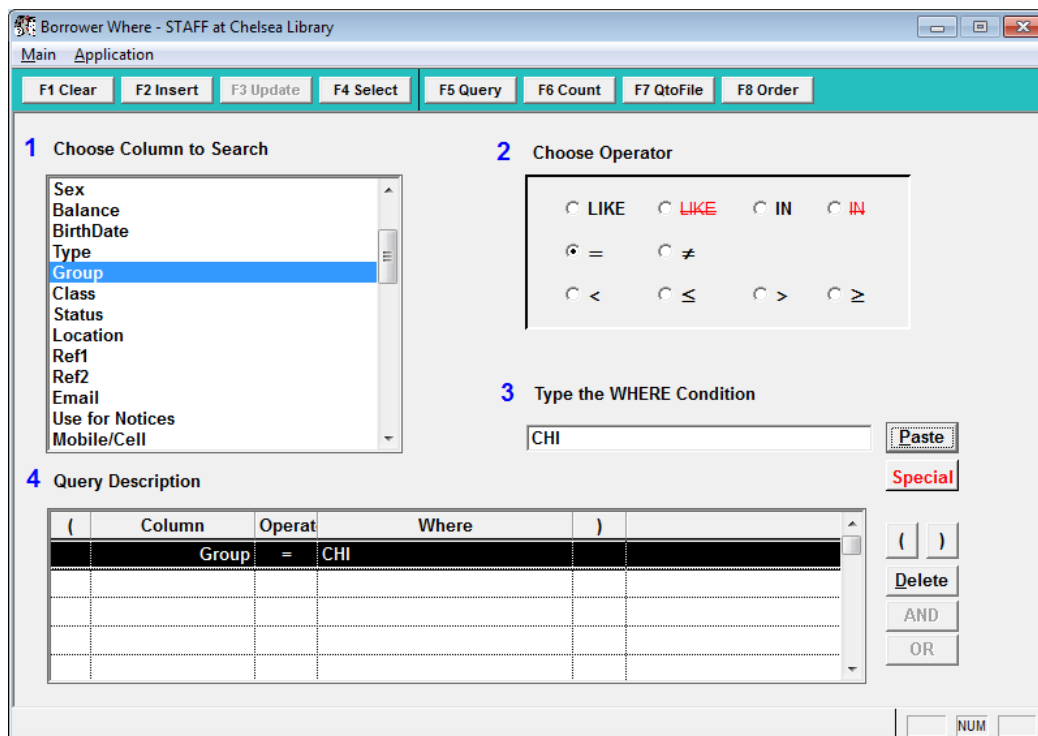 Borrower Where - STAFF at Chelsea Library
Main Application
F1 Clear F2 Insert F3 Update F4 Select F5 Query F6 Count F7 QtoFile F8 Order
1 Choose Column to Search
Sex
Balance
BirthDate
Type
Group
Class
Status
Location
Ref1
Ref2
Email
Use for Notices
Mobile/Cell
2 Choose Operator
LIKE LIKE IN IN
= ≠
< ≤ > ≥
3 Type the WHERE Condition
CHI Paste
Special
4 Query Description
( Column Operat Where )
Group = CHI
( )
Delete
AND
OR
NUM